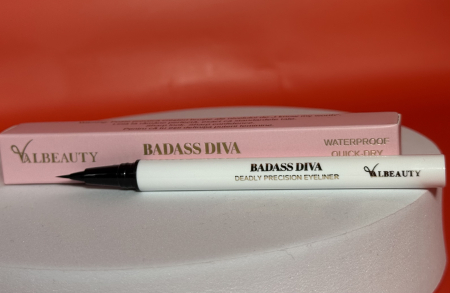 VALBEAUTY
BADASS DIVA
WATERPROOF
QUICK-DRY
BADASS DIVA
DEADLY PRECISION EYELINER
VALBEAUTY